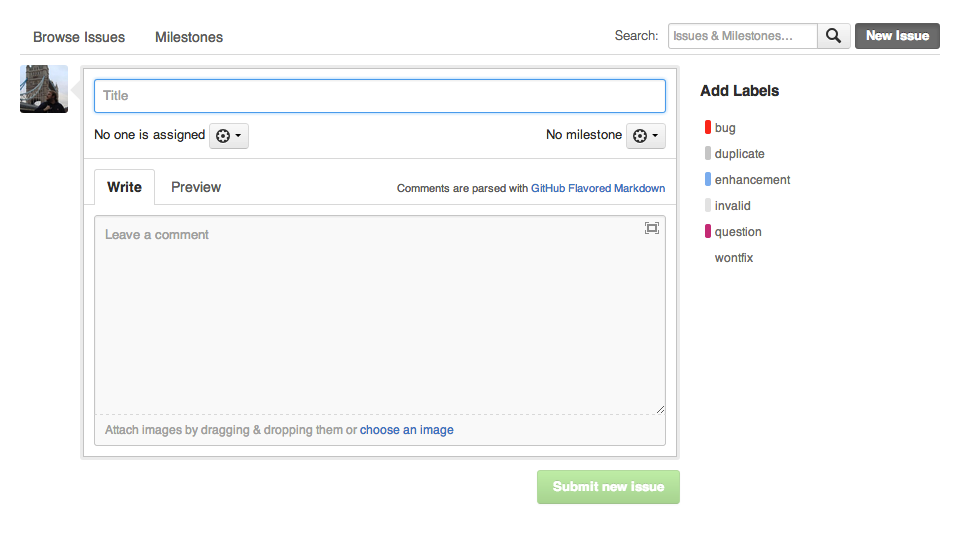 Browse Issues Milestones Search: Issues & Milestones... New Issue
Title
Add Labels
No one is assigned No milestone
bug
duplicate
enhancement
invalid
question
wontfix
Write Preview Comments are parsed with GitHub Flavored Markdown
Leave a comment
Attach images by dragging & dropping them or choose an image
Submit new issue